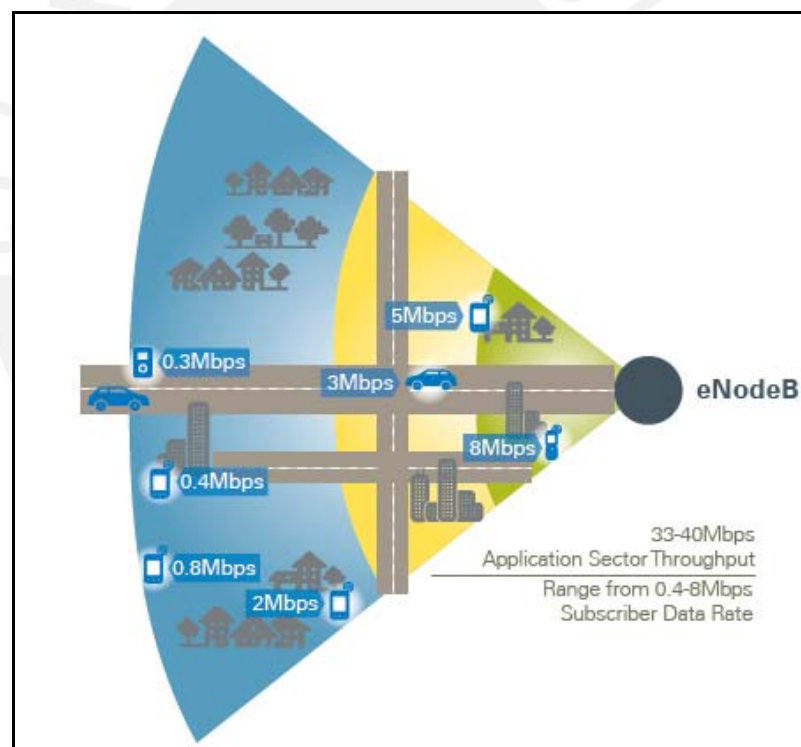 5Mbps
0.3Mbps
3Mbps
eNodeB
8Mbps
0.4Mbps
33-40Mbps
Application Sector Throughput
0.8Mbps
Range from 0.4-8Mbps
2Mbps
Subscriber Data Rate